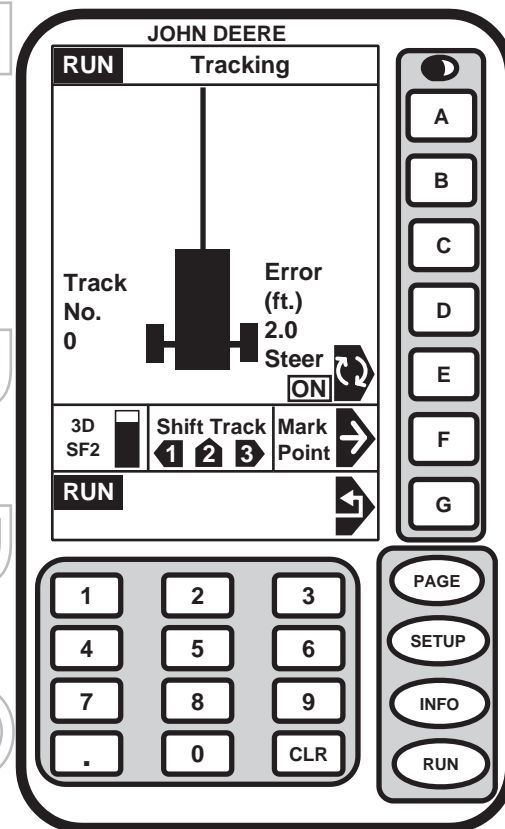 JOHN DEERE
RUN Tracking
Track
No.
0
Error
(ft.)
2.0
Steer
ON
3D
SF2
Shift Track
1 2 3
Mark
Point
RUN
A
B
C
D
E
F
G
1 2 3
4 5 6
7 8 9
. 0 CLR
PAGE
SETUP
INFO
RUN